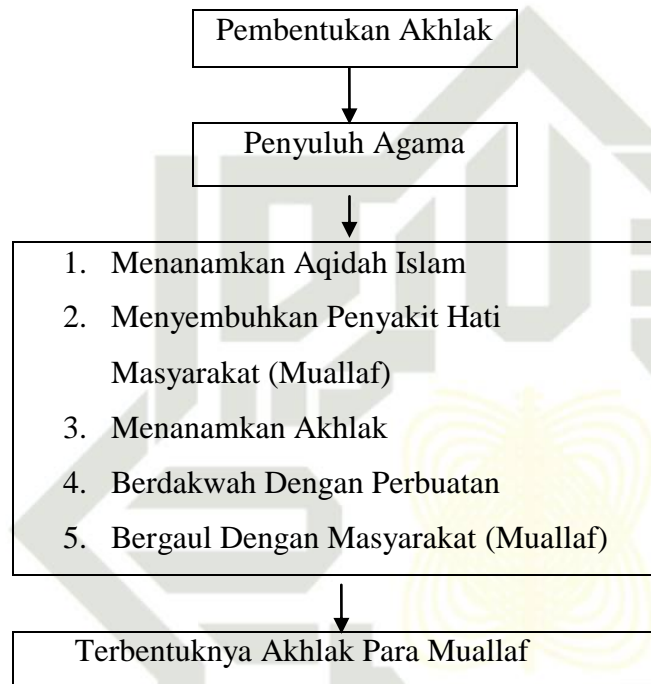 Pembentukan Akhlak
Penyuluh Agama
1. Menanamkan Aqidah Islam
2. Menyembuhkan Penyakit Hati
Masyarakat (Muallaf)
3. Menanamkan Akhlak
4. Berdakwah Dengan Perbuatan
5. Bergaul Dengan Masyarakat (Muallaf)
Terbentuknya Akhlak Para Muallaf